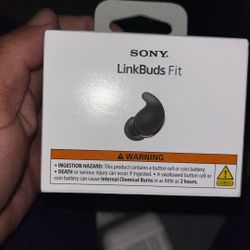 SONY
LinkBuds Fit
WARNING
• INGESTION HAZARD: This product contains a button cell or coin battery.
• DEATH or serious injury can occur if ingested. • A swallowed button cell or
coin battery can cause Internal Chemical Burns in as little as 2 hours.